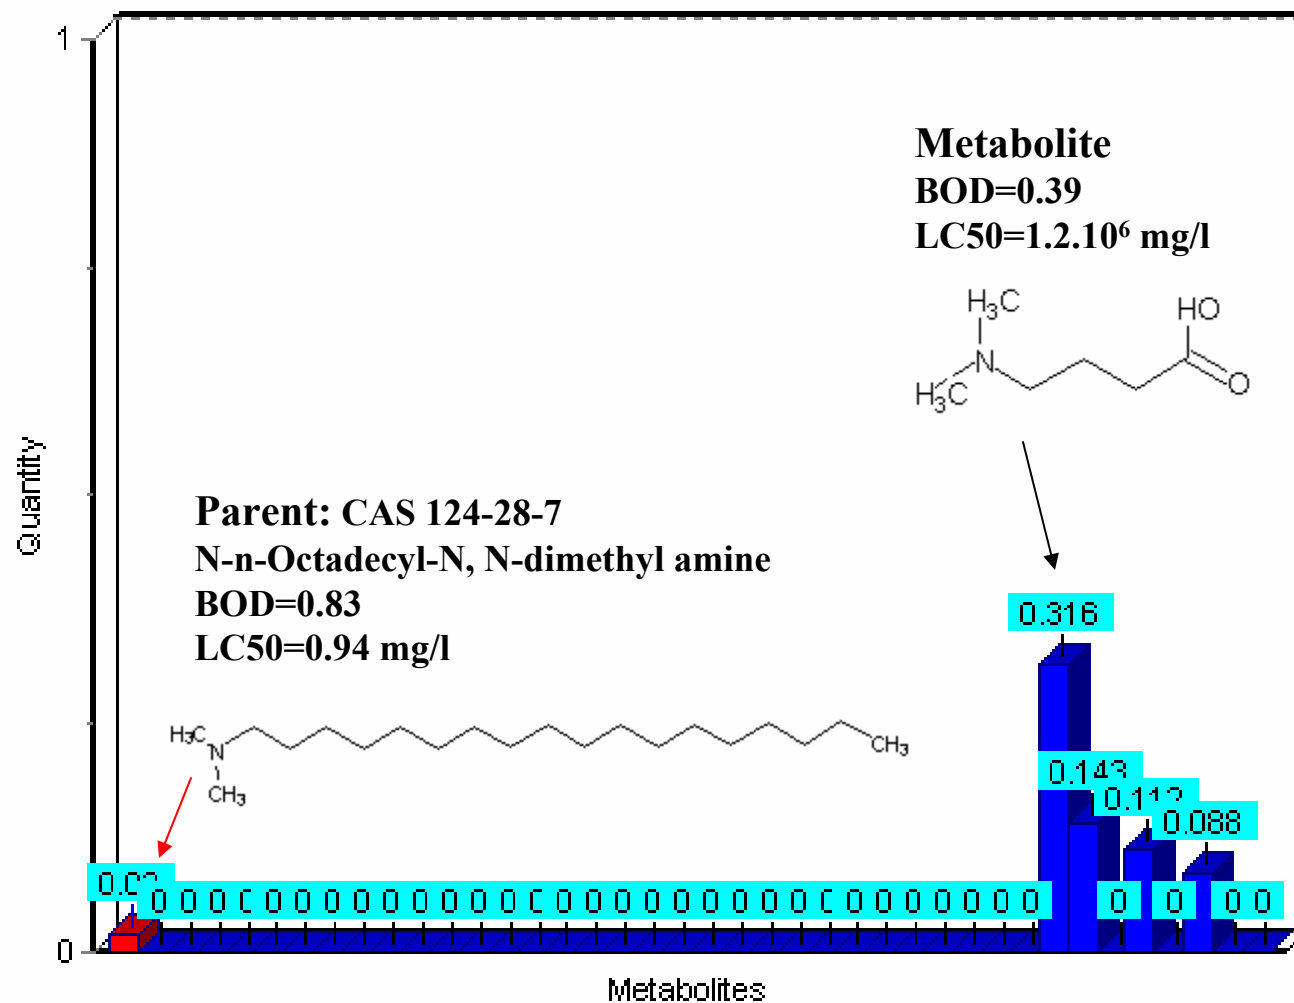 1
Metabolite
BOD=0.39
LC50=1.2.10⁶ mg/l
H₃C
HO
N
H₃C
O
Quantity
Parent: CAS 124-28-7
N-n-Octadecyl-N, N-dimethyl amine
BOD=0.83
LC50=0.94 mg/l
H₃C
N
CH₃
CH₃
0.316
0.143
0.112
0.088
0 0 0 0 0 0 0 0 0 0 0 0 0 0 0 0 0 0 0 0 0 0 0 0 0 0 0 0 0 0 0 0 0 0 0
0
Metabolites